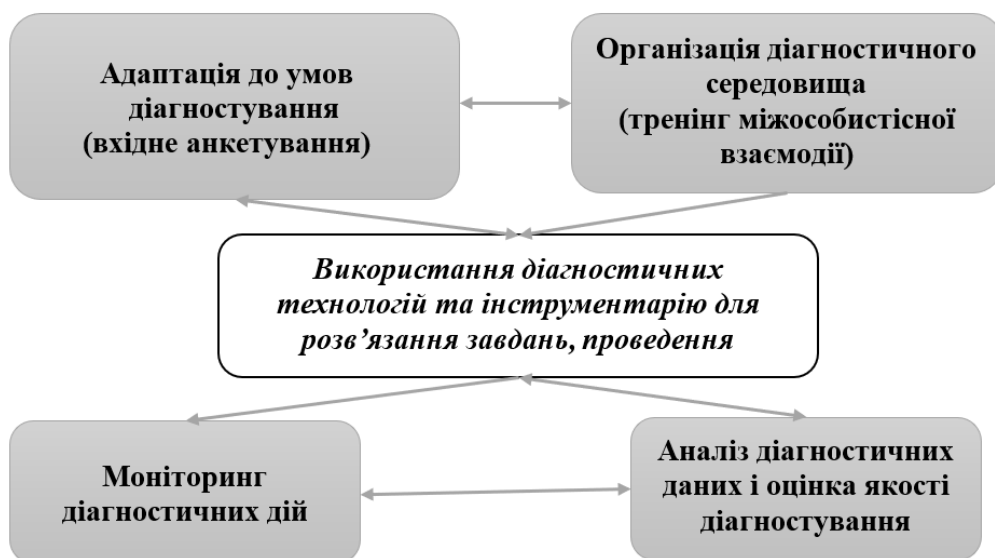 Адаптація до умов
діагностування
(вхідне анкетування)
Організація діагностичного
середовища
(тренінг міжособистісної
взаємодії)
Використання діагностичних
технологій та інструментарію для
розв’язання завдань, проведення
Моніторинг
діагностичних дій
Аналіз діагностичних
даних і оцінка якості
діагностування